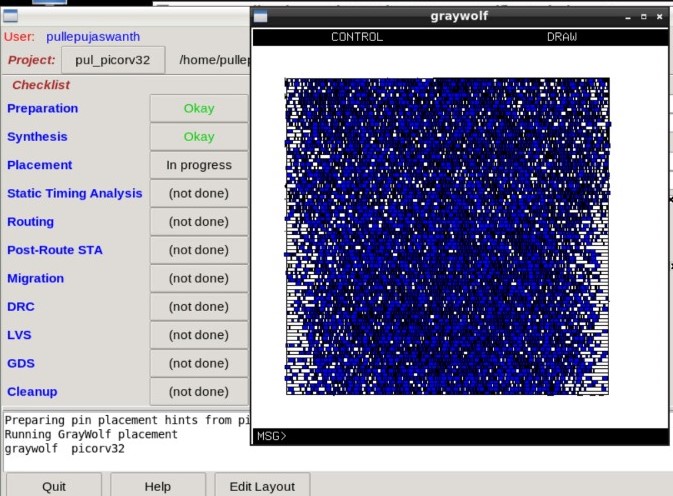 graywolf
User: pullepujaswanth
CONTROL DRAW
Project: pul_picorv32 /home/pullep
Checklist
Preparation Okay
Synthesis Okay
Placement In progress
Static Timing Analysis (not done)
Routing (not done)
Post-Route STA (not done)
Migration (not done)
DRC (not done)
LVS (not done)
GDS (not done)
Cleanup (not done)
Preparing pin placement hints from pi
Running GrayWolf placement
graywolf picorv32
MSG>
Quit Help Edit Layout